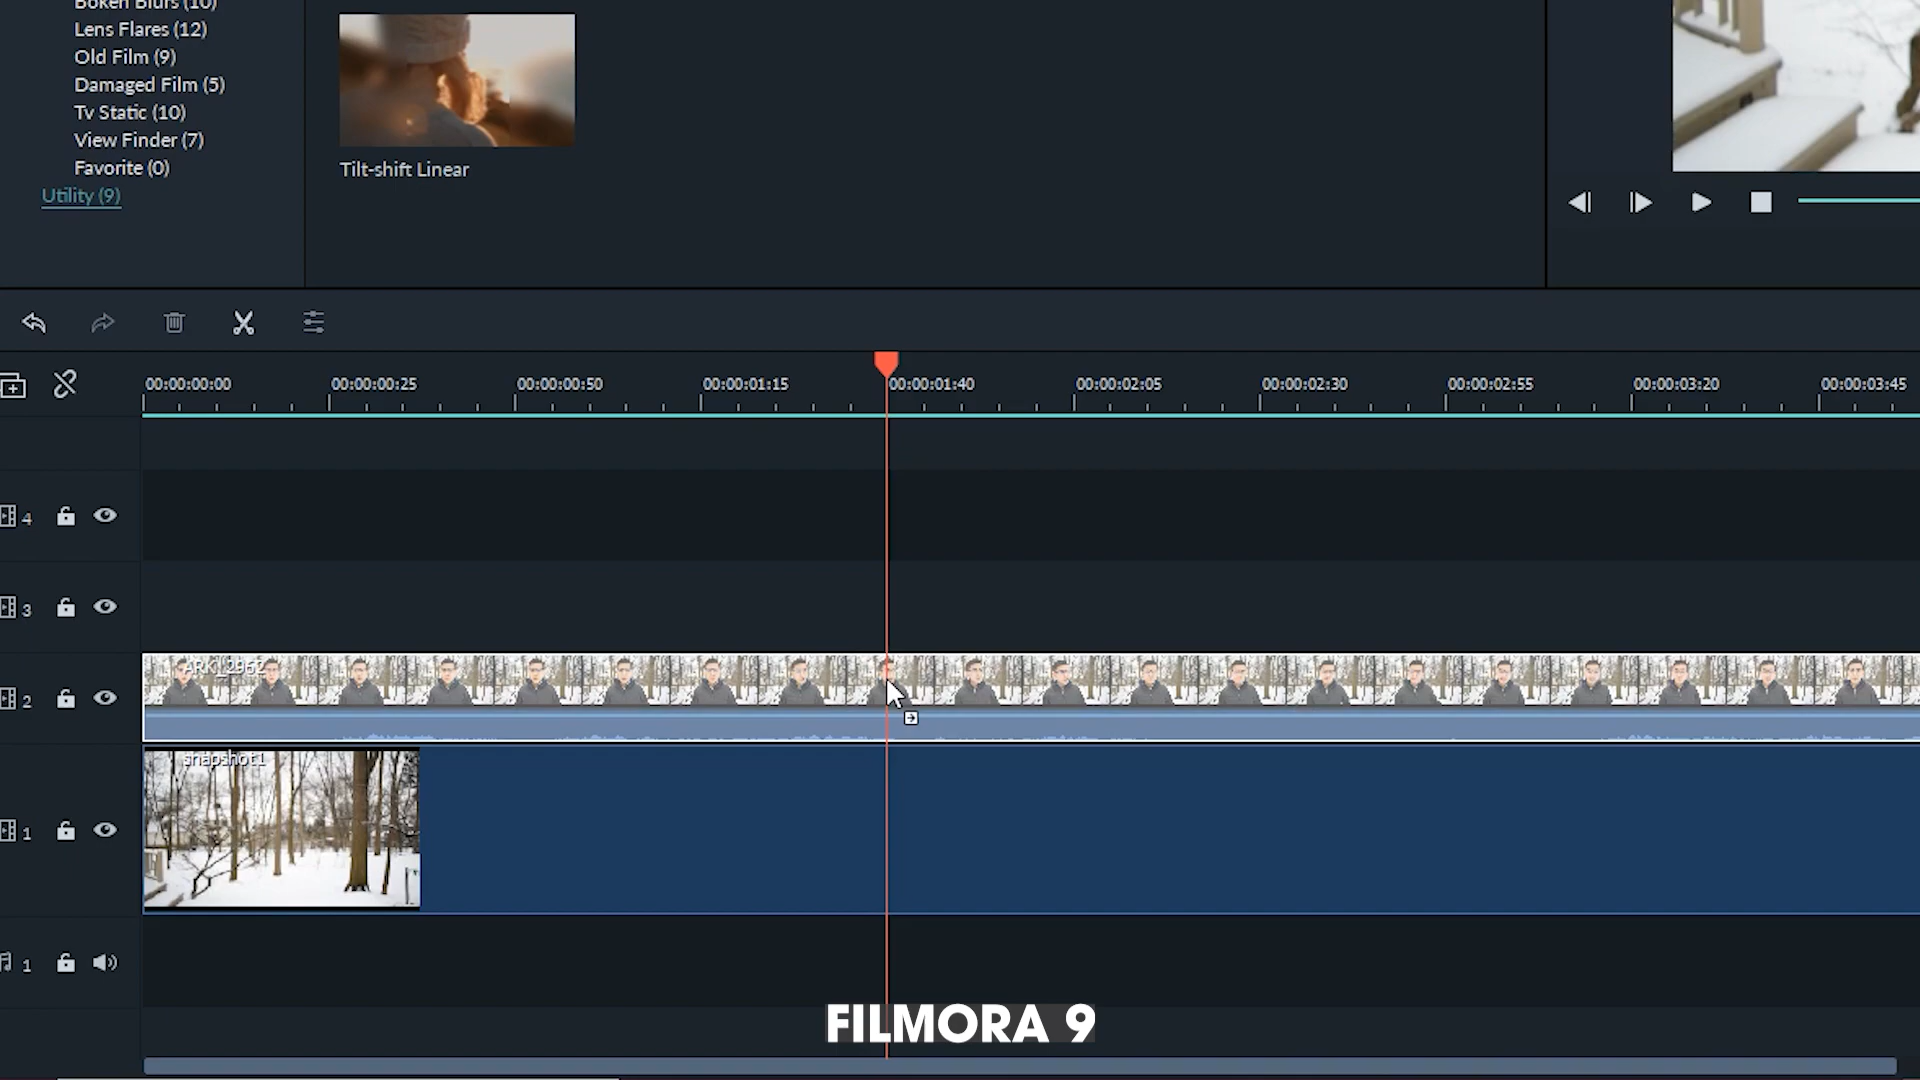 Bokeh Blurs (10)
Lens Flares (12)
Old Film (9)
Damaged Film (5)
Tv Static (10)
View Finder (7)
Favorite (0)
Utility (9)
Tilt-shift Linear
00:00:00:00
00:00:00:25
00:00:00:50
00:00:01:15
00:00:01:40
00:00:02:05
00:00:02:30
00:00:02:55
00:00:03:20
00:00:03:45
4
3
ARK_2962
2
snapshot1
1
1
FILMORA 9